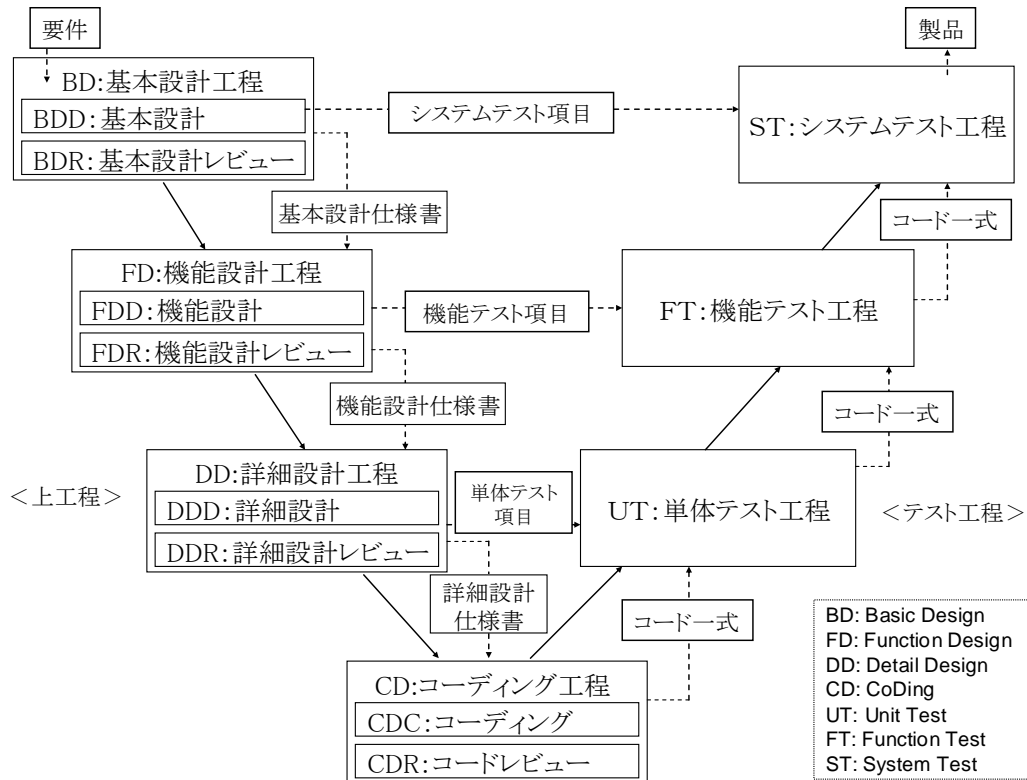 要件
製品
BD:基本設計工程
BDD:基本設計
BDR:基本設計レビュー
システムテスト項目
ST:システムテスト工程
基本設計仕様書
コード一式
FD:機能設計工程
FDD:機能設計
FDR:機能設計レビュー
機能テスト項目
FT:機能テスト工程
機能設計仕様書
コード一式
<上工程>
DD:詳細設計工程
DDD:詳細設計
DDR:詳細設計レビュー
単体テスト
項目
UT:単体テスト工程
<テスト工程>
詳細設計
仕様書
コード一式
CD:コーディング工程
CDC:コーディング
CDR:コードレビュー
BD: Basic Design
FD: Function Design
DD: Detail Design
CD: CoDing
UT: Unit Test
FT: Function Test
ST: System Test